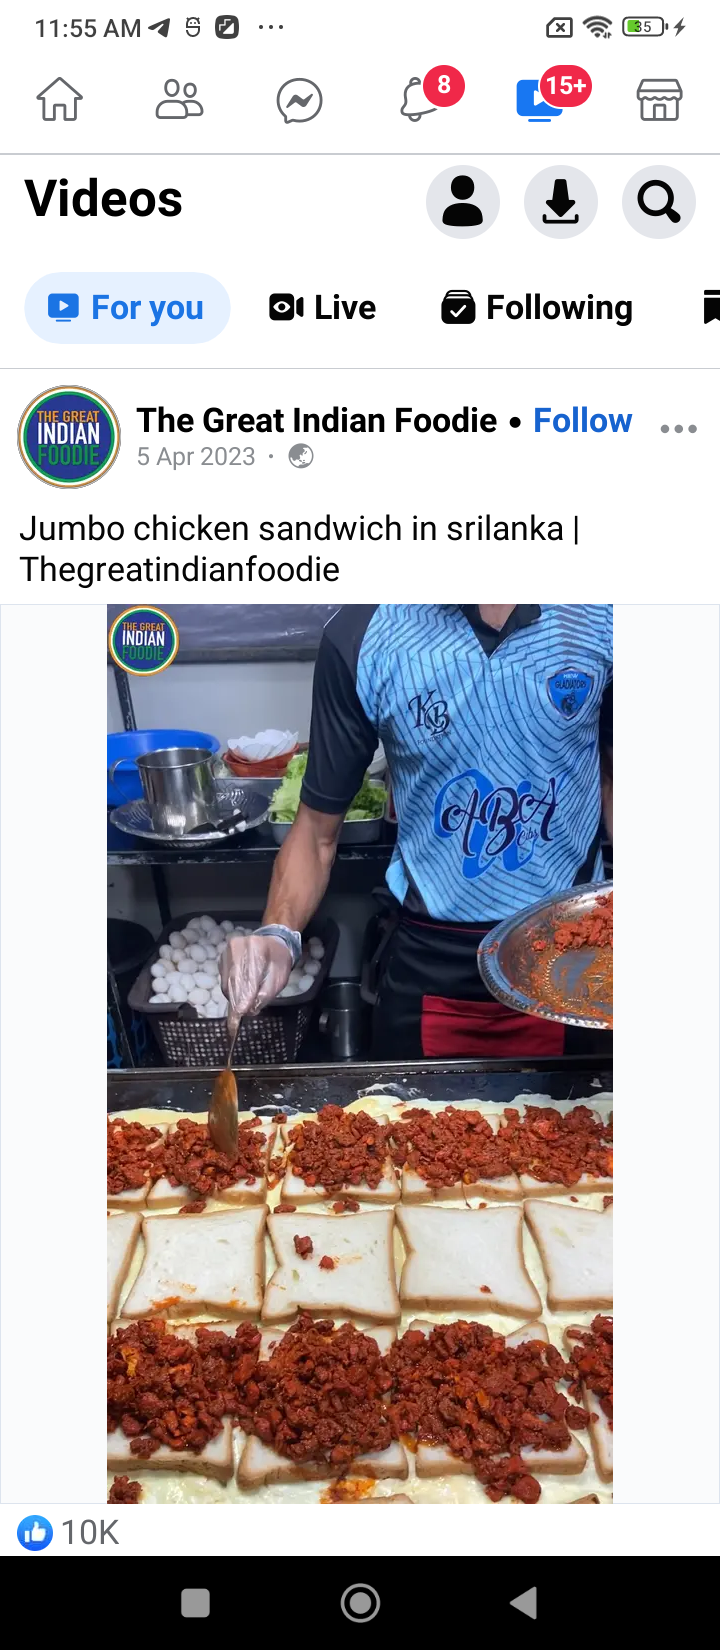 11:55 AM
35
8
15+
Videos
For you
Live
Following
THE GREAT
INDIAN
FOODIE
The Great Indian Foodie • Follow
5 Apr 2023 ·
Jumbo chicken sandwich in srilanka |
Thegreatindianfoodie
THE GREAT
INDIAN
FOODIE
KB
GLADIATORS
ABA
10K